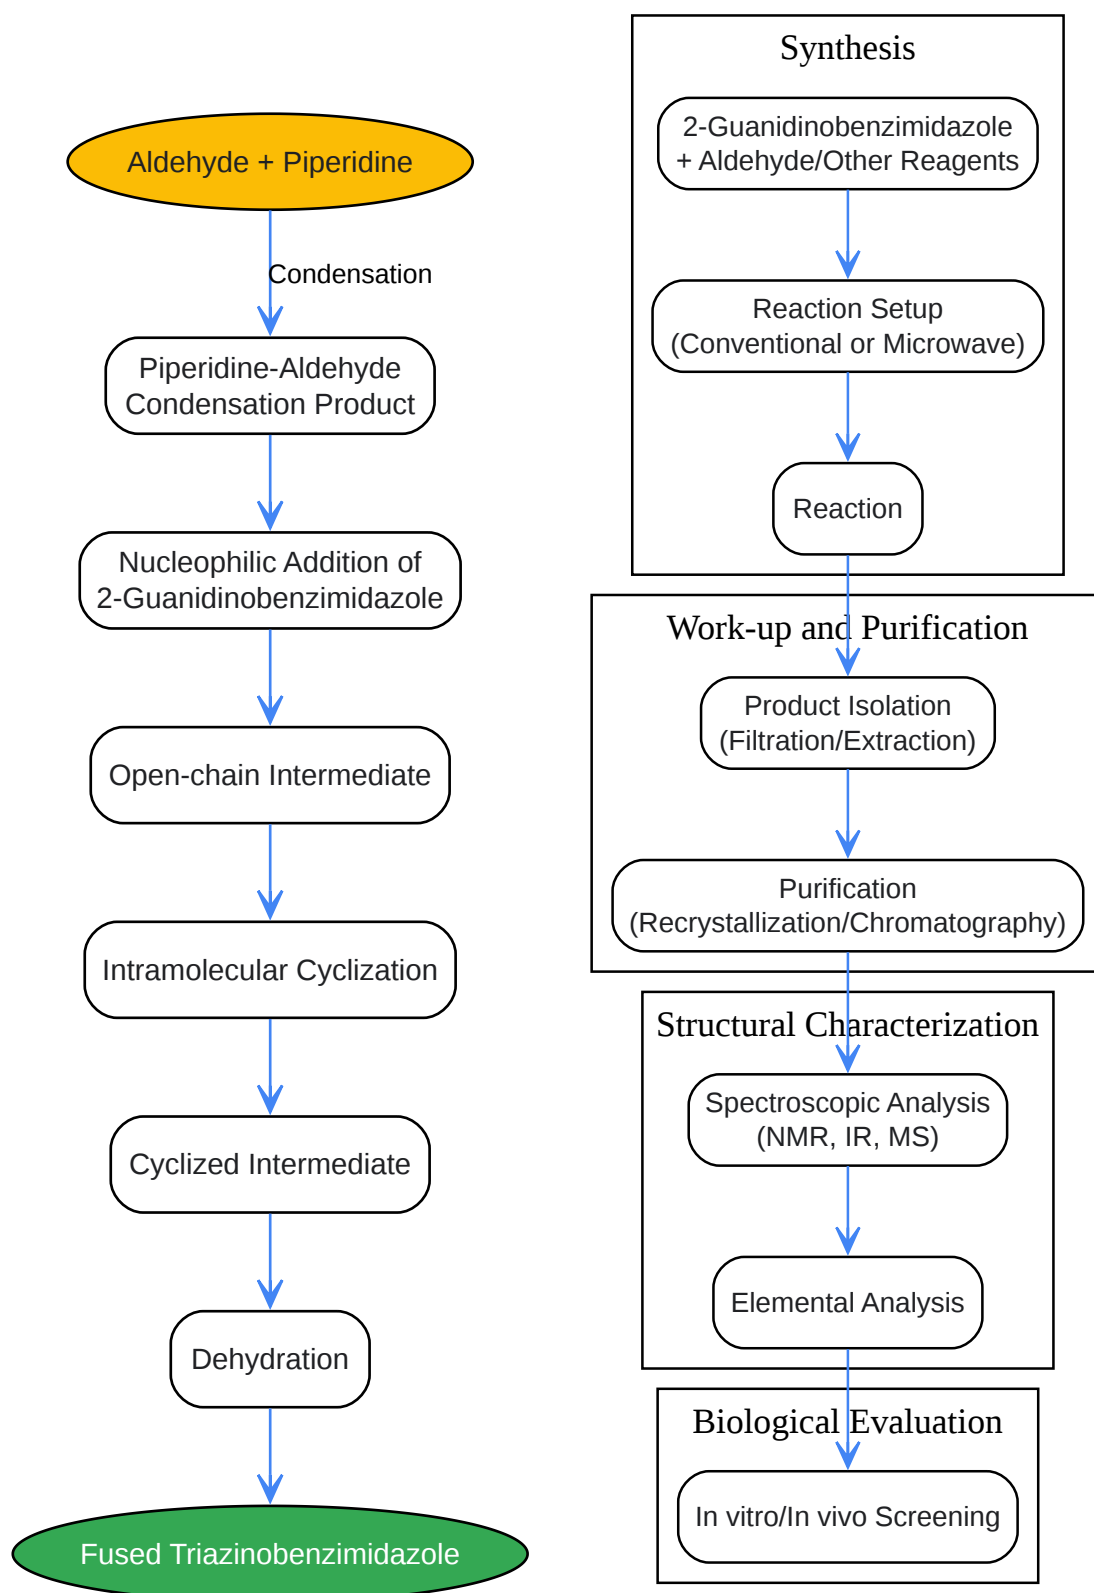 Aldehyde + Piperidine
Condensation
Piperidine-Aldehyde
Condensation Product
Nucleophilic Addition of
2-Guanidinobenzimidazole
Open-chain Intermediate
Intramolecular Cyclization
Cyclized Intermediate
Dehydration
Fused Triazinobenzimidazole
Synthesis
2-Guanidinobenzimidazole
+ Aldehyde/Other Reagents
Reaction Setup
(Conventional or Microwave)
Reaction
Work-up and Purification
Product Isolation
(Filtration/Extraction)
Purification
(Recrystallization/Chromatography)
Structural Characterization
Spectroscopic Analysis
(NMR, IR, MS)
Elemental Analysis
Biological Evaluation
In vitro/In vivo Screening